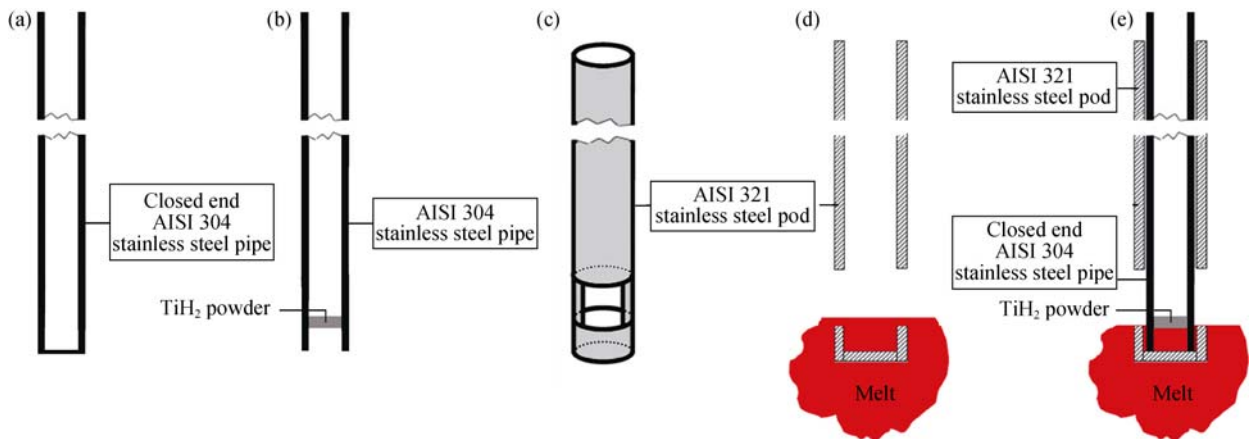 (a)
(b)
(c)
(d)
(e)
Closed end
AISI 304
stainless steel pipe
TiH₂ powder
AISI 304
stainless steel pipe
AISI 321
stainless steel pod
Melt
AISI 321
stainless steel pod
Closed end
AISI 304
stainless steel pipe
TiH₂ powder
Melt